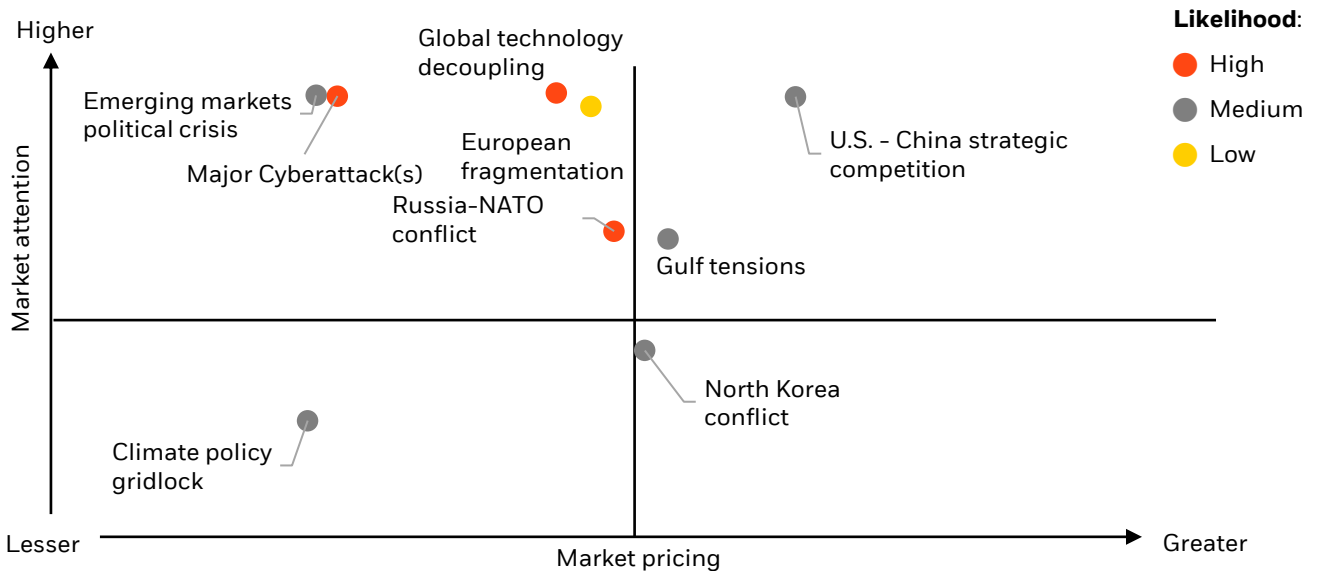 Higher
Likelihood:
High
Medium
Low
Global technology
decoupling
Emerging markets
political crisis
Major Cyberattack(s)
European
fragmentation
U.S. - China strategic
competition
Russia-NATO
conflict
Gulf tensions
Market attention
North Korea
conflict
Climate policy
gridlock
Lesser
Market pricing
Greater